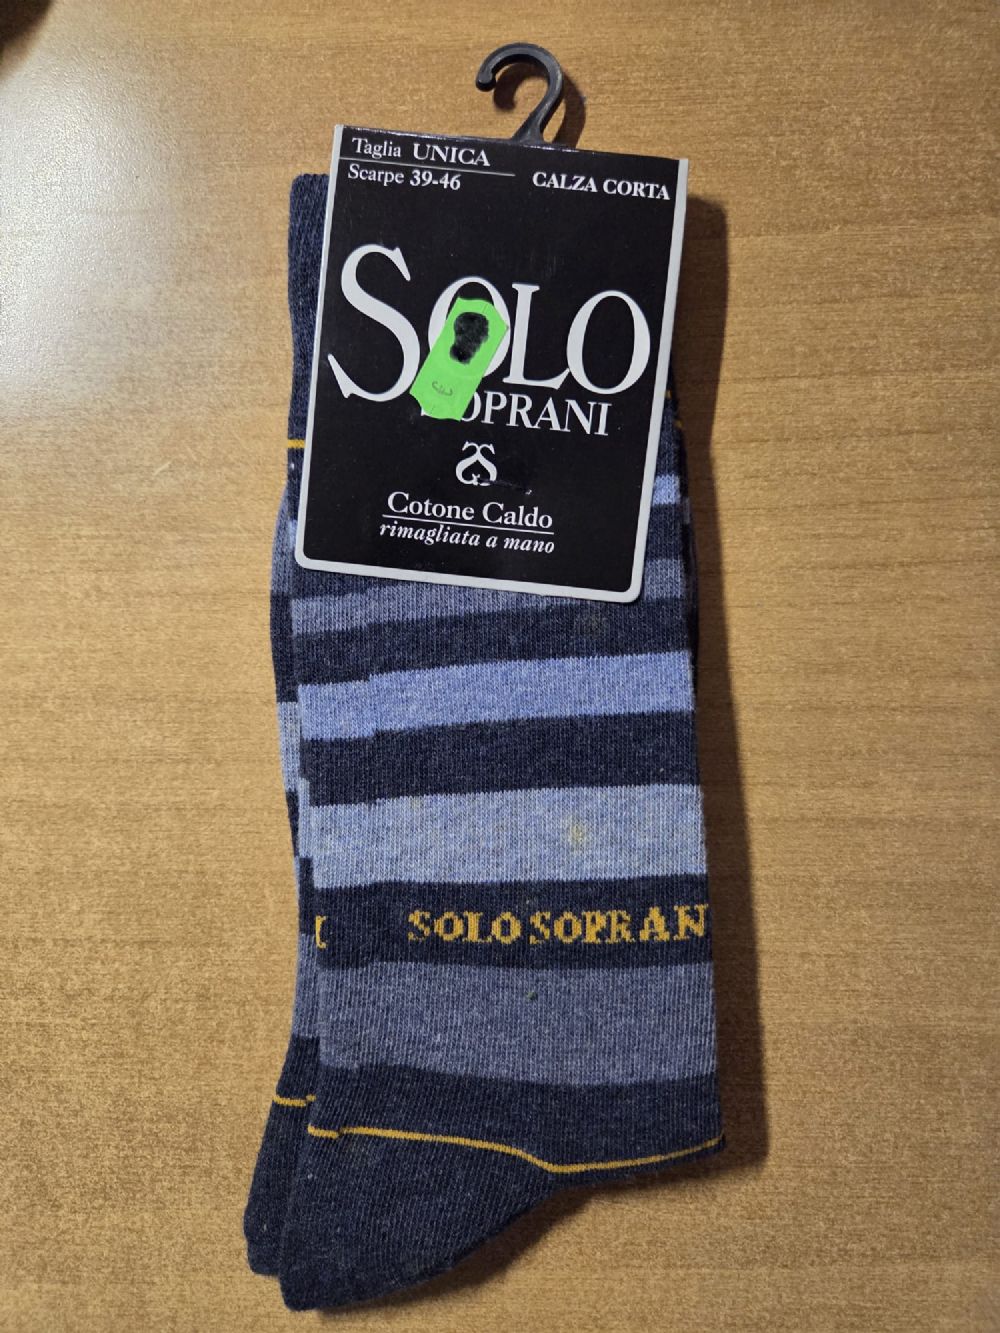 Taglia UNICA
Scarpe 39-46
CALZA CORTA
SOLO
SOPRANI
Cotone Caldo
rimagliata a mano
€
I SOLO SOPRAN